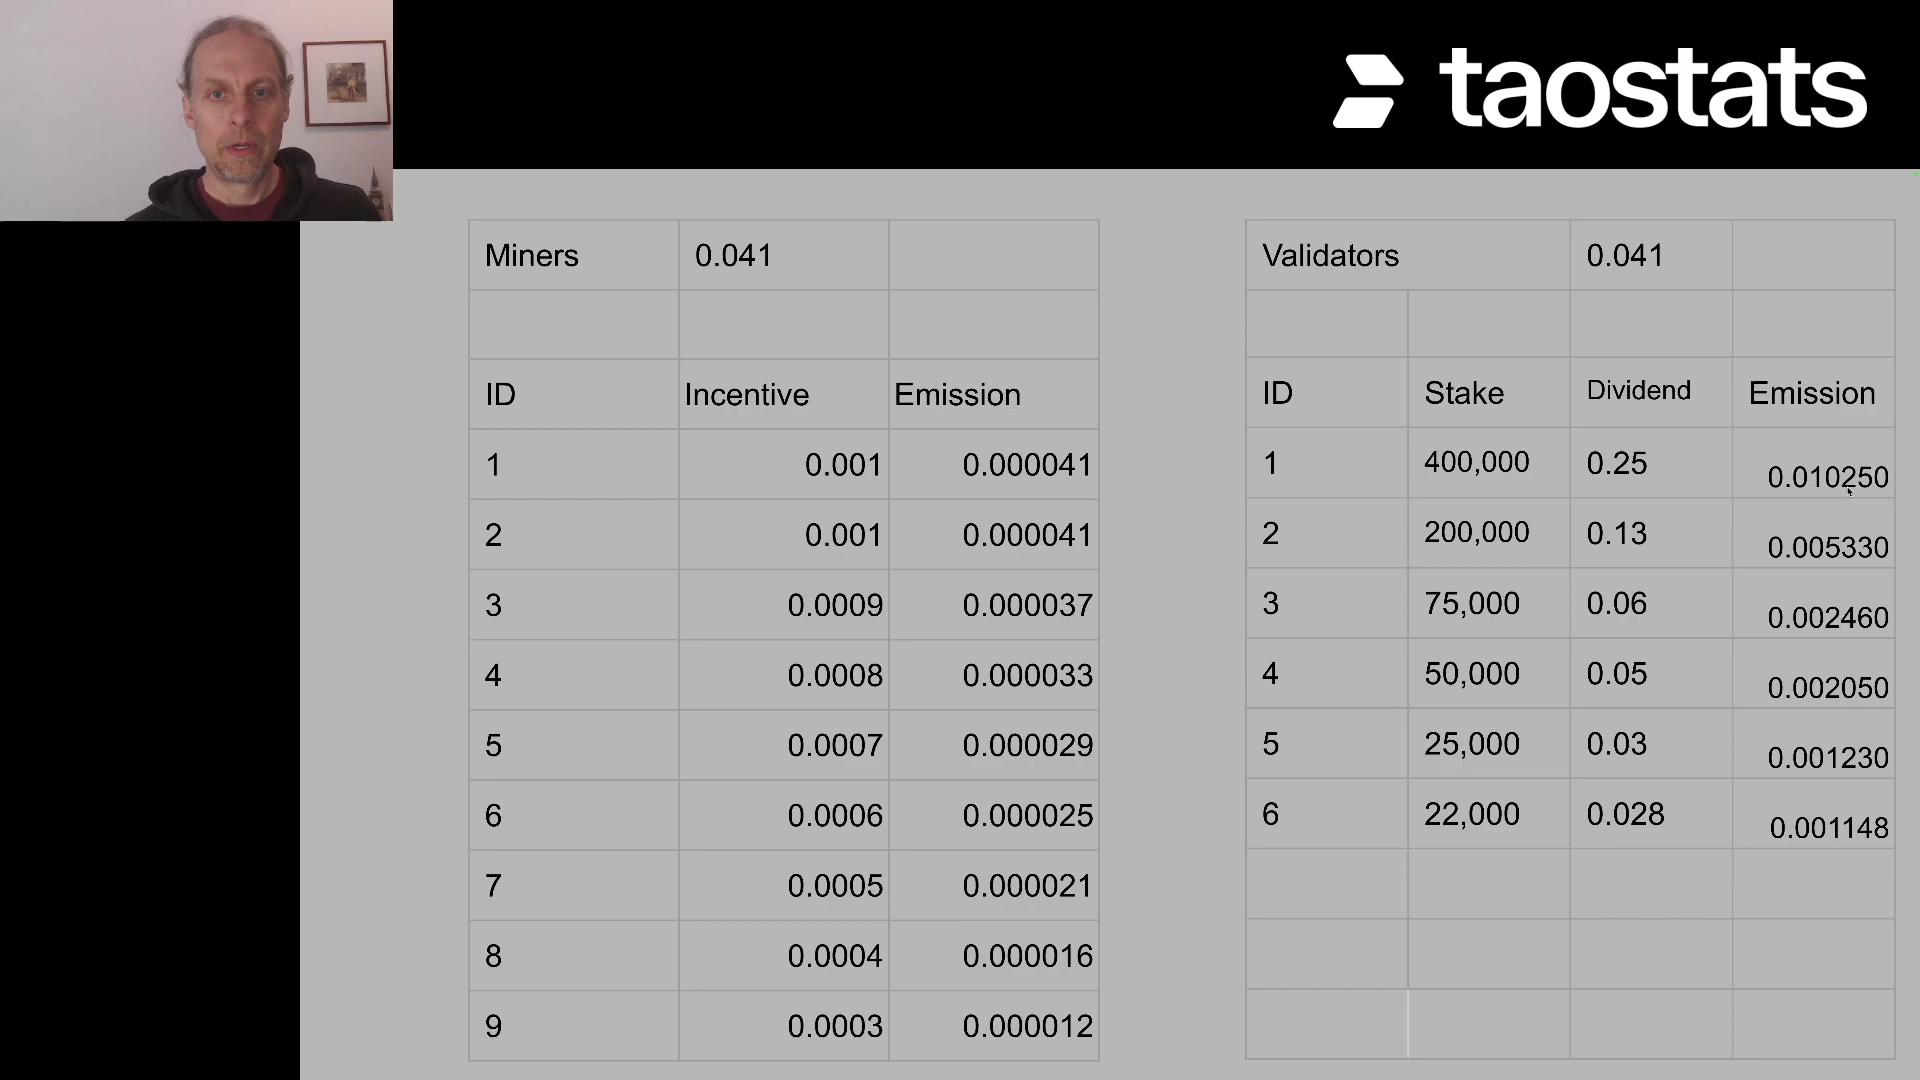 taostats
Miners 0.041
ID Incentive Emission
1 0.001 0.000041
2 0.001 0.000041
3 0.0009 0.000037
4 0.0008 0.000033
5 0.0007 0.000029
6 0.0006 0.000025
7 0.0005 0.000021
8 0.0004 0.000016
9 0.0003 0.000012
Validators 0.041
ID Stake Dividend Emission
1 400,000 0.25 0.010250
2 200,000 0.13 0.005330
3 75,000 0.06 0.002460
4 50,000 0.05 0.002050
5 25,000 0.03 0.001230
6 22,000 0.028 0.001148